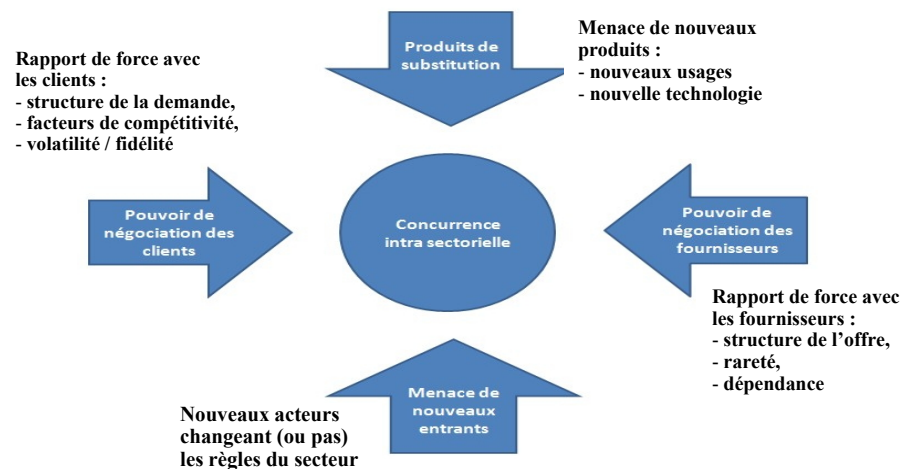 Rapport de force avec
les clients :
- structure de la demande,
- facteurs de compétitivité,
- volatilité / fidélité
Produits de
substitution
Menace de nouveaux
produits :
- nouveaux usages
- nouvelle technologie
Pouvoir de
négociation des
clients
Concurrence
intra sectorielle
Pouvoir de
négociation des
fournisseurs
Rapport de force avec
les fournisseurs :
- structure de l’offre,
- rareté,
- dépendance
Nouveaux acteurs
changeant (ou pas)
les règles du secteur
Menace de
nouveaux
entrants